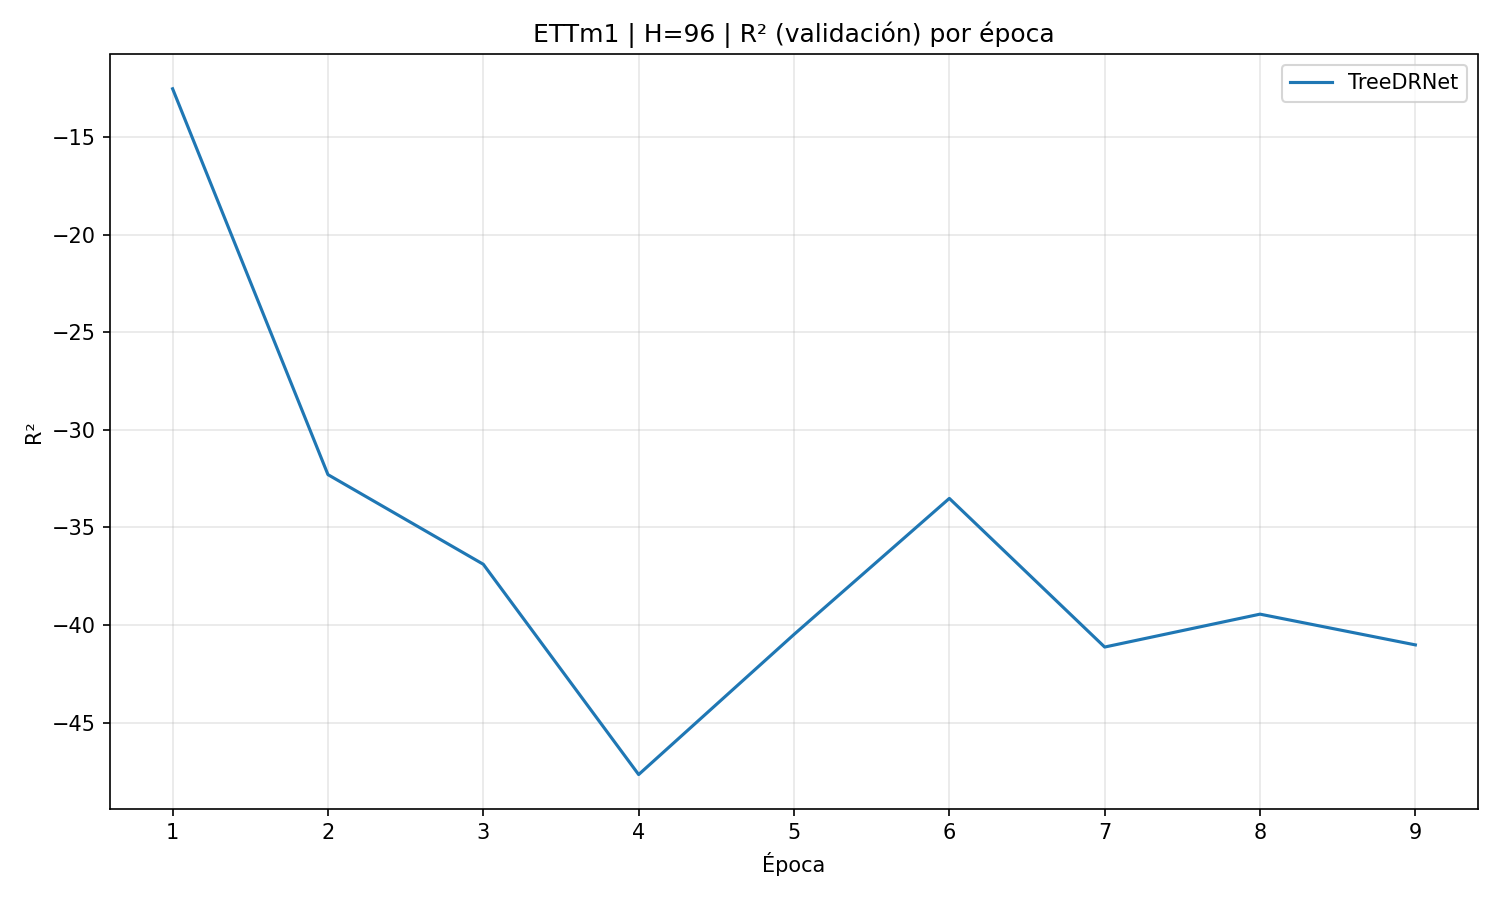 ETTm1 | H=96 | R² (validación) por época
TreeDRNet
−15
−20
−25
−30
−35
−40
−45
R²
1 2 3 4 5 6 7 8 9
Época